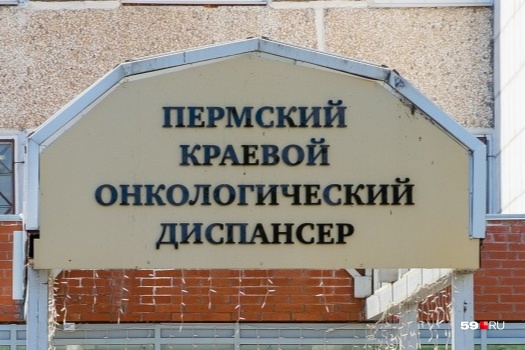 ПЕРМСКИЙ
КРАЕВОЙ
ОНКОЛОГИЧЕСКИЙ
ДИСПАНСЕР
59.RU